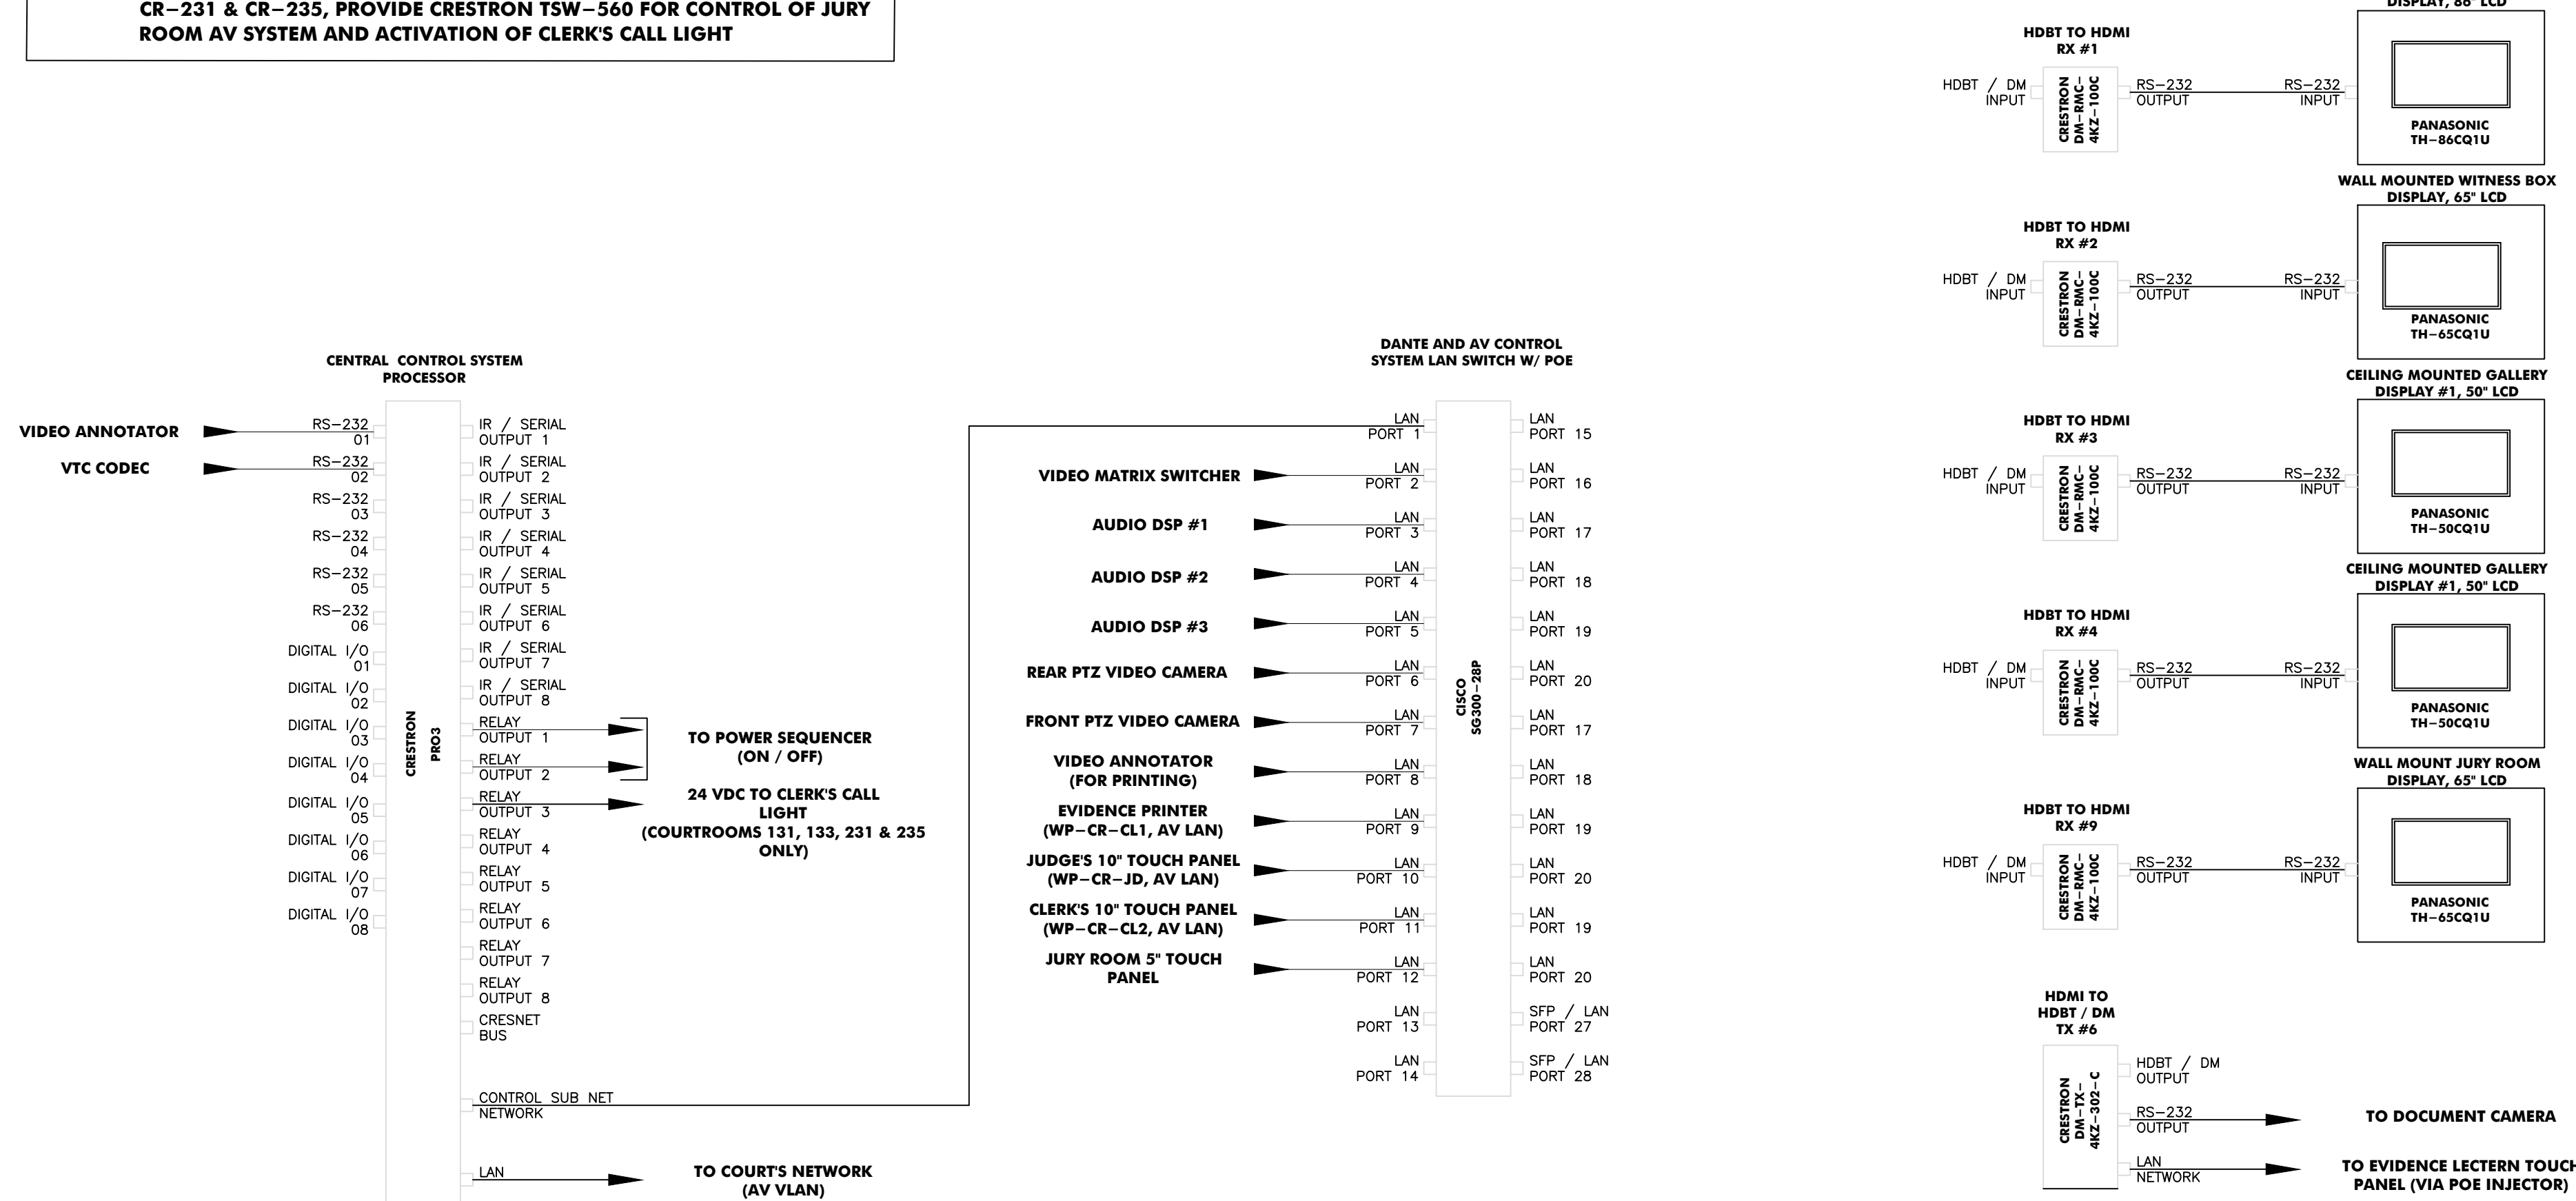 CR-231 & CR-235, PROVIDE CRESTRON TSW-560 FOR CONTROL OF JURY
ROOM AV SYSTEM AND ACTIVATION OF CLERK'S CALL LIGHT
CENTRAL CONTROL SYSTEM
PROCESSOR
VIDEO ANNOTATOR
VTC CODEC
RS-232
01
RS-232
02
RS-232
03
RS-232
04
RS-232
05
RS-232
06
DIGITAL I/O
01
DIGITAL I/O
02
DIGITAL I/O
03
DIGITAL I/O
04
DIGITAL I/O
05
DIGITAL I/O
06
DIGITAL I/O
07
DIGITAL I/O
08
CRESTRON
PRO3
IR / SERIAL
OUTPUT 1
IR / SERIAL
OUTPUT 2
IR / SERIAL
OUTPUT 3
IR / SERIAL
OUTPUT 4
IR / SERIAL
OUTPUT 5
IR / SERIAL
OUTPUT 6
IR / SERIAL
OUTPUT 7
IR / SERIAL
OUTPUT 8
RELAY
OUTPUT 1
RELAY
OUTPUT 2
RELAY
OUTPUT 3
RELAY
OUTPUT 4
RELAY
OUTPUT 5
RELAY
OUTPUT 6
RELAY
OUTPUT 7
RELAY
OUTPUT 8
CRESNET
BUS
CONTROL SUB NET
NETWORK
LAN
TO POWER SEQUENCER
(ON / OFF)
24 VDC TO CLERK'S CALL
LIGHT
(COURTROOMS 131, 133, 231 & 235
ONLY)
TO COURT'S NETWORK
(AV VLAN)
DANTE AND AV CONTROL
SYSTEM LAN SWITCH W/ POE
VIDEO MATRIX SWITCHER
AUDIO DSP #1
AUDIO DSP #2
AUDIO DSP #3
REAR PTZ VIDEO CAMERA
FRONT PTZ VIDEO CAMERA
VIDEO ANNOTATOR
(FOR PRINTING)
EVIDENCE PRINTER
(WP-CR-CL1, AV LAN)
JUDGE'S 10" TOUCH PANEL
(WP-CR-JD, AV LAN)
CLERK'S 10" TOUCH PANEL
(WP-CR-CL2, AV LAN)
JURY ROOM 5" TOUCH
PANEL
LAN
PORT 1
LAN
PORT 2
LAN
PORT 3
LAN
PORT 4
LAN
PORT 5
LAN
PORT 6
LAN
PORT 7
LAN
PORT 8
LAN
PORT 9
LAN
PORT 10
LAN
PORT 11
LAN
PORT 12
LAN
PORT 13
LAN
PORT 14
CISCO
SG300-28P
LAN
PORT 15
LAN
PORT 16
LAN
PORT 17
LAN
PORT 18
LAN
PORT 19
LAN
PORT 20
LAN
PORT 17
LAN
PORT 18
LAN
PORT 19
LAN
PORT 20
LAN
PORT 19
LAN
PORT 20
SFP / LAN
PORT 27
SFP / LAN
PORT 28
DISPLAY, 86" LCD
HDBT TO HDMI
RX #1
HDBT / DM
INPUT
CRESTRON
DM-RMC-
4KZ-100C
RS-232
OUTPUT
RS-232
INPUT
PANASONIC
TH-86CQ1U
WALL MOUNTED WITNESS BOX
DISPLAY, 65" LCD
HDBT TO HDMI
RX #2
HDBT / DM
INPUT
CRESTRON
DM-RMC-
4KZ-100C
RS-232
OUTPUT
RS-232
INPUT
PANASONIC
TH-65CQ1U
CEILING MOUNTED GALLERY
DISPLAY #1, 50" LCD
HDBT TO HDMI
RX #3
HDBT / DM
INPUT
CRESTRON
DM-RMC-
4KZ-100C
RS-232
OUTPUT
RS-232
INPUT
PANASONIC
TH-50CQ1U
CEILING MOUNTED GALLERY
DISPLAY #1, 50" LCD
HDBT TO HDMI
RX #4
HDBT / DM
INPUT
CRESTRON
DM-RMC-
4KZ-100C
RS-232
OUTPUT
RS-232
INPUT
PANASONIC
TH-50CQ1U
WALL MOUNT JURY ROOM
DISPLAY, 65" LCD
HDBT TO HDMI
RX #9
HDBT / DM
INPUT
CRESTRON
DM-RMC-
4KZ-100C
RS-232
OUTPUT
RS-232
INPUT
PANASONIC
TH-65CQ1U
HDMI TO
HDBT / DM
TX #6
CRESTRON
DM-TX-
4KZ-302-C
HDBT / DM
OUTPUT
RS-232
OUTPUT
LAN
NETWORK
TO DOCUMENT CAMERA
TO EVIDENCE LECTERN TOUCH
PANEL (VIA POE INJECTOR)